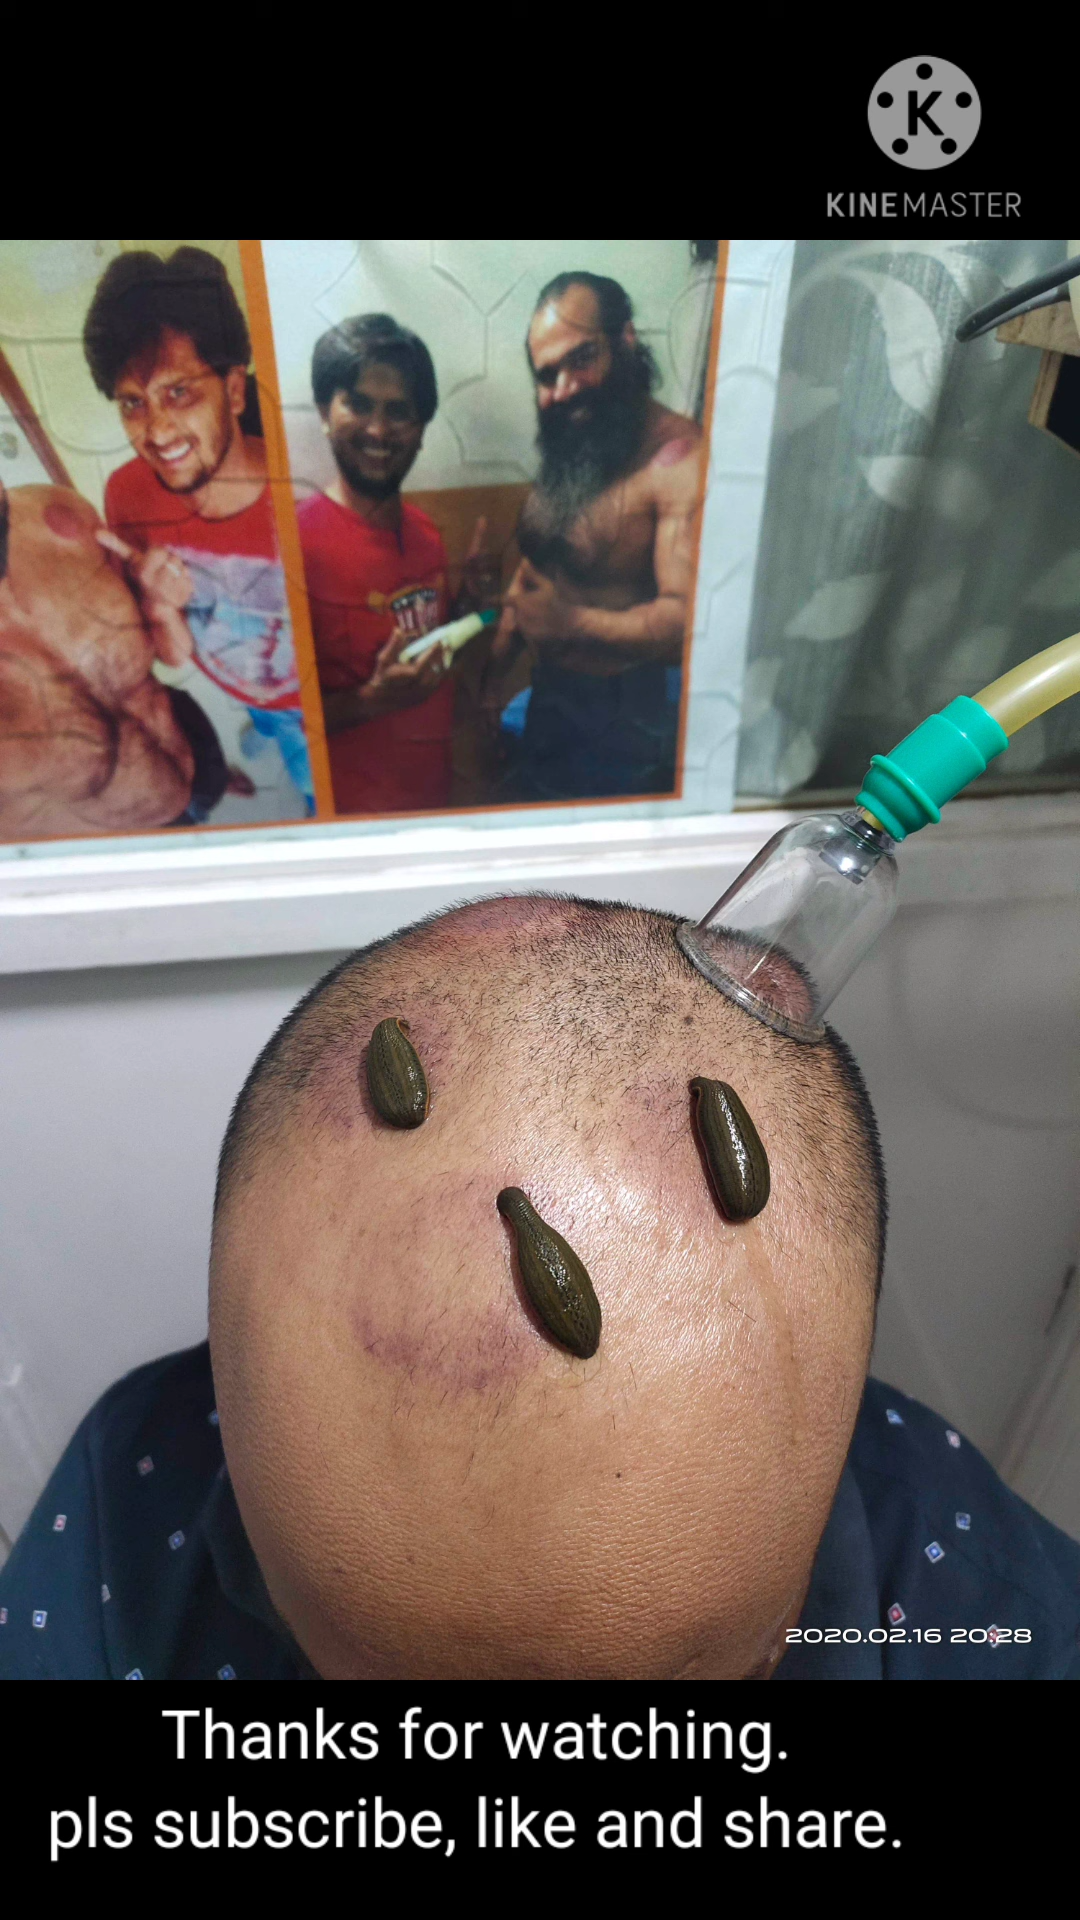 K
KINEMASTER
2020.02.16 20:28
Thanks for watching.
pls subscribe, like and share.